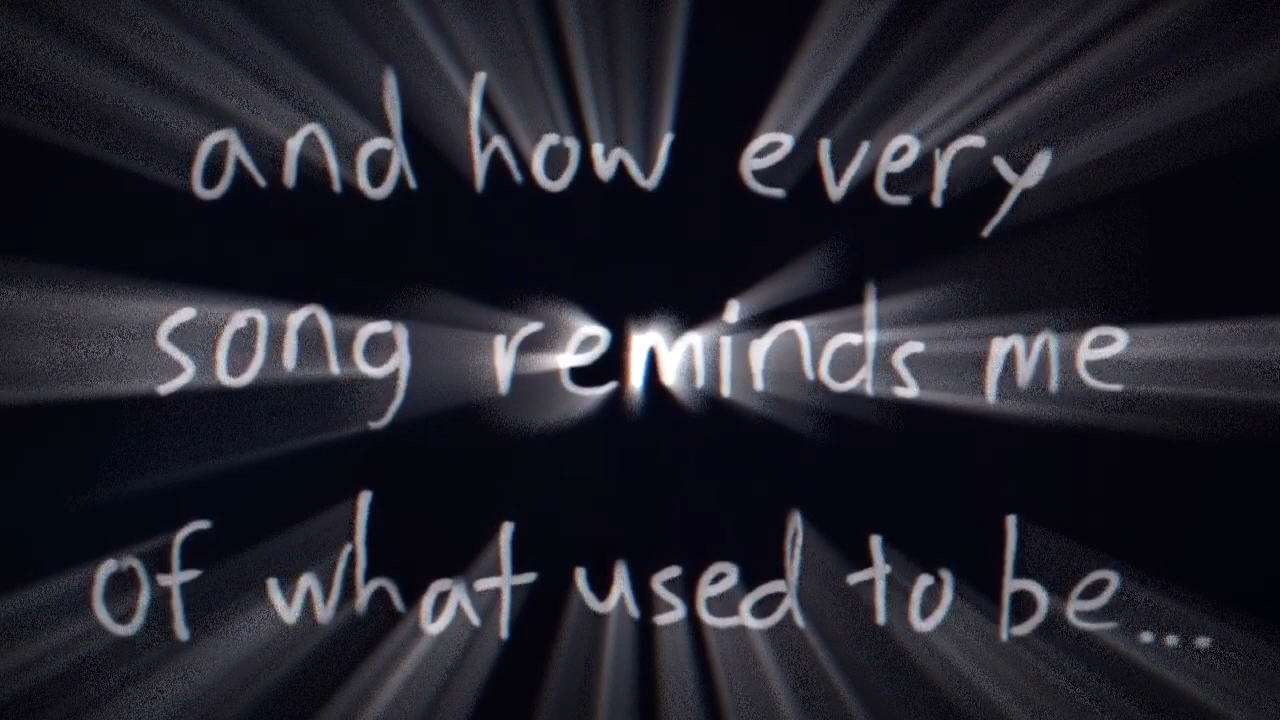 and how every
song reminds me
of what used to be...